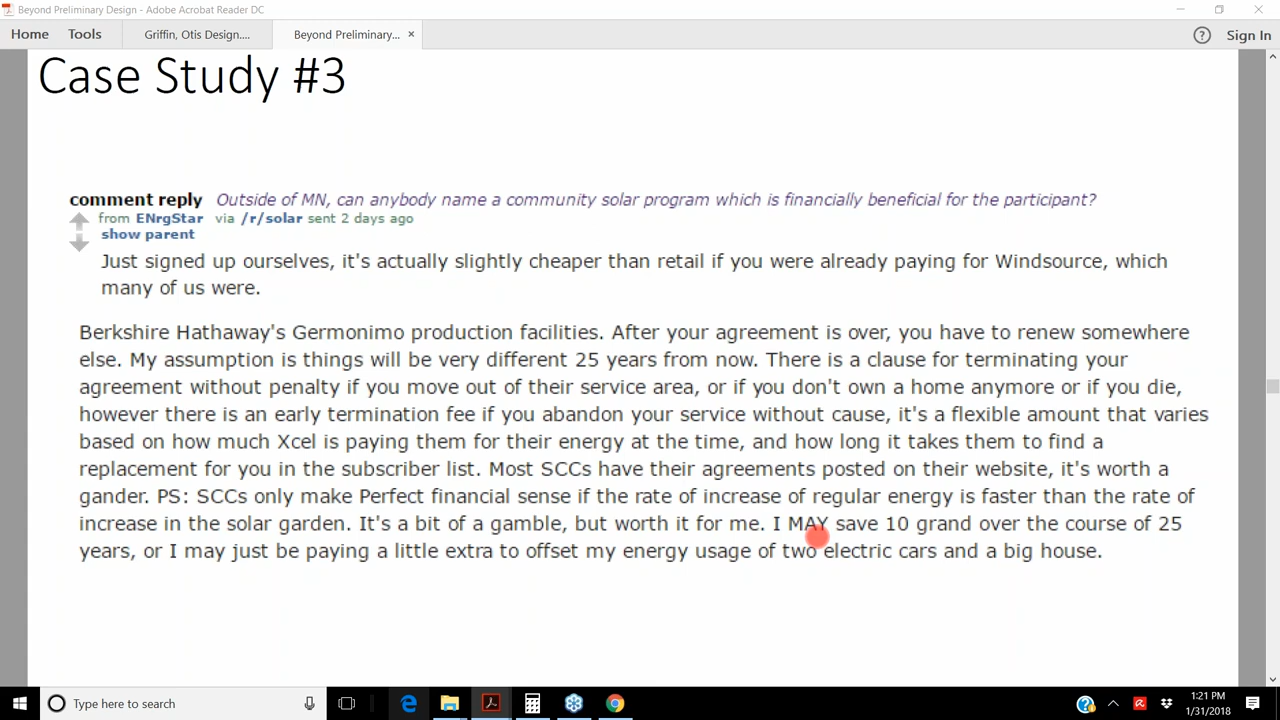 Beyond Preliminary Design - Adobe Acrobat Reader DC
Home Tools Griffin, Otis Design.... Beyond Preliminary... × ? Sign In
Case Study #3
comment reply Outside of MN, can anybody name a community solar program which is financially beneficial for the participant?
from ENrgStar via /r/solar sent 2 days ago
show parent
Just signed up ourselves, it's actually slightly cheaper than retail if you were already paying for Windsource, which
many of us were.
Berkshire Hathaway's Germonimo production facilities. After your agreement is over, you have to renew somewhere
else. My assumption is things will be very different 25 years from now. There is a clause for terminating your
agreement without penalty if you move out of their service area, or if you don't own a home anymore or if you die,
however there is an early termination fee if you abandon your service without cause, it's a flexible amount that varies
based on how much Xcel is paying them for their energy at the time, and how long it takes them to find a
replacement for you in the subscriber list. Most SCCs have their agreements posted on their website, it's worth a
gander. PS: SCCs only make Perfect financial sense if the rate of increase of regular energy is faster than the rate of
increase in the solar garden. It's a bit of a gamble, but worth it for me. I MAY save 10 grand over the course of 25
years, or I may just be paying a little extra to offset my energy usage of two electric cars and a big house.
Type here to search
1:21 PM
1/31/2018